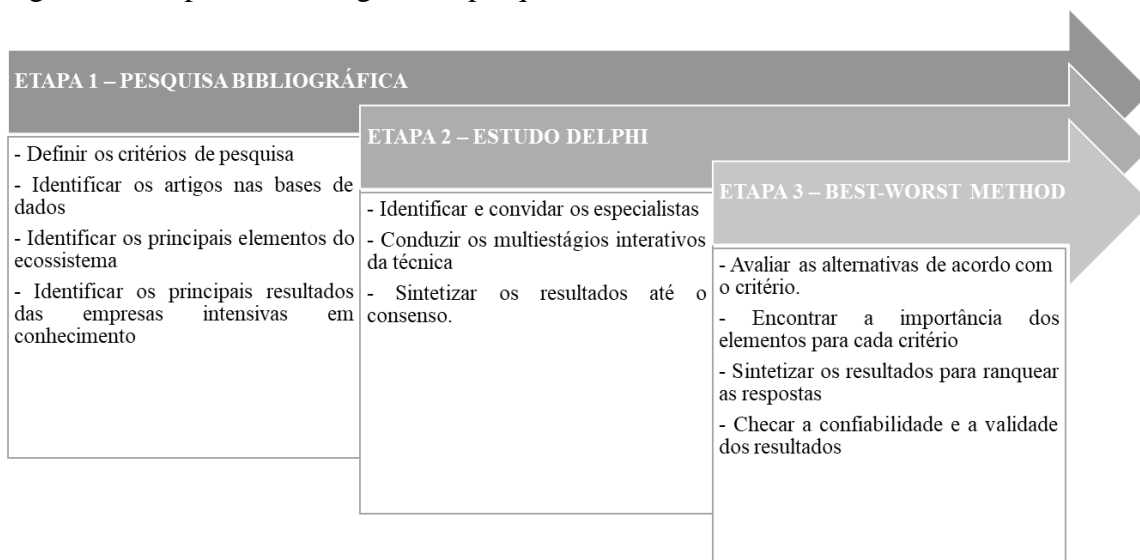 ETAPA 1 – PESQUISA BIBLIOGRÁFICA
- Definir os critérios de pesquisa
- Identificar os artigos nas bases de
dados
- Identificar os principais elementos do
ecossistema
- Identificar os principais resultados
das empresas intensivas em
conhecimento
ETAPA 2 – ESTUDO DELPHI
- Identificar e convidar os especialistas
- Conduzir os multiestágios interativos
da técnica
- Sintetizar os resultados até o
consenso.
ETAPA 3 – BEST-WORST METHOD
- Avaliar as alternativas de acordo com
o critério.
- Encontrar a importância dos
elementos para cada critério
- Sintetizar os resultados para ranquear
as respostas
- Checar a confiabilidade e a validade
dos resultados